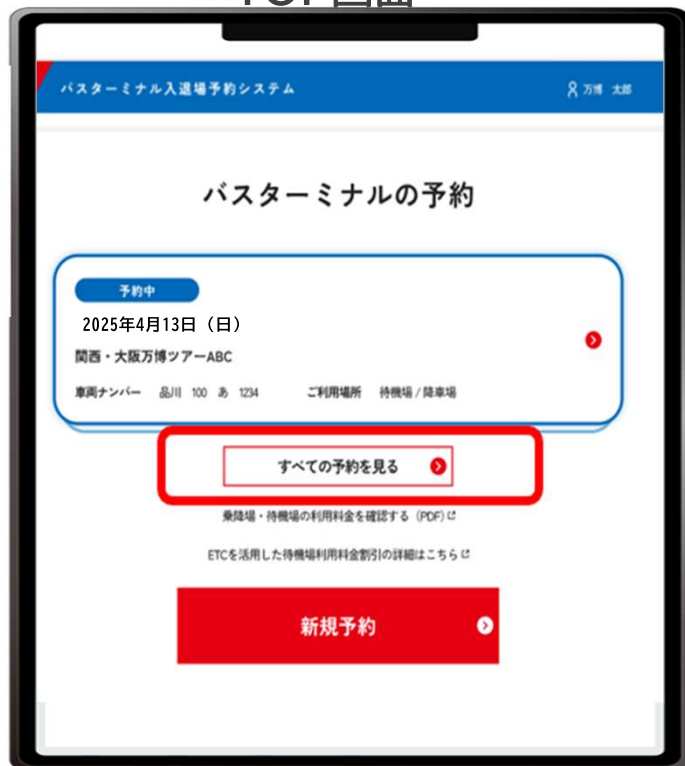 TOP画面
バスターミナル入退場予約システム
万博 太郎
バスターミナルの予約
予約中
2025年4月13日（日）
関西・大阪万博ツアーABC
車両ナンバー 品川 100 あ 1234 ご利用場所 待機場 / 降車場
すべての予約を見る
乗降場・待機場の利用料金を確認する（PDF）
ETCを活用した待機場利用料金割引の詳細はこちら
新規予約